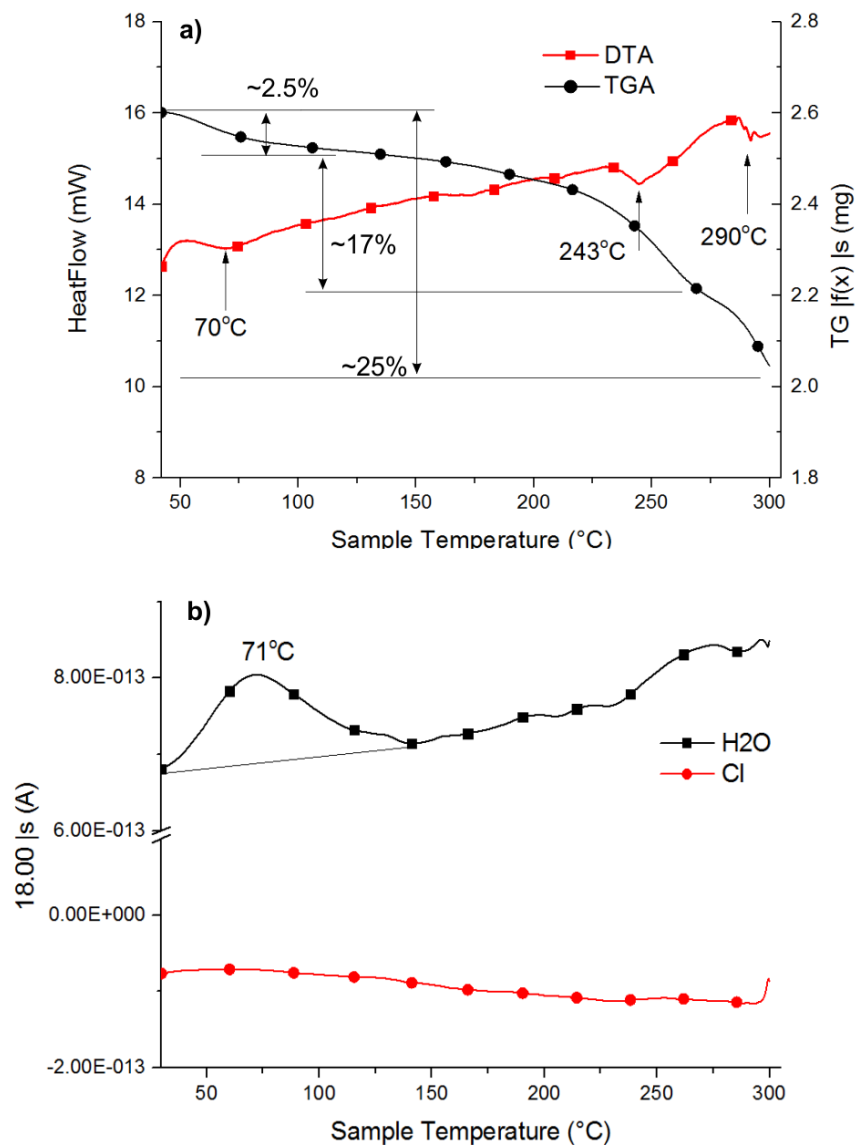 a)
DTA
TGA
~2.5%
~17%
~25%
70°C
243°C
290°C
18
16
14
12
10
8
HeatFlow (mW)
2.8
2.6
2.4
2.2
2.0
1.8
TG |f(x) |s (mg)
50 100 150 200 250 300
Sample Temperature (°C)
b)
71°C
H2O
Cl
8.00E-013
6.00E-013
0.00E+000
-2.00E-013
18.00 |s (A)
50 100 150 200 250 300
Sample Temperature (°C)